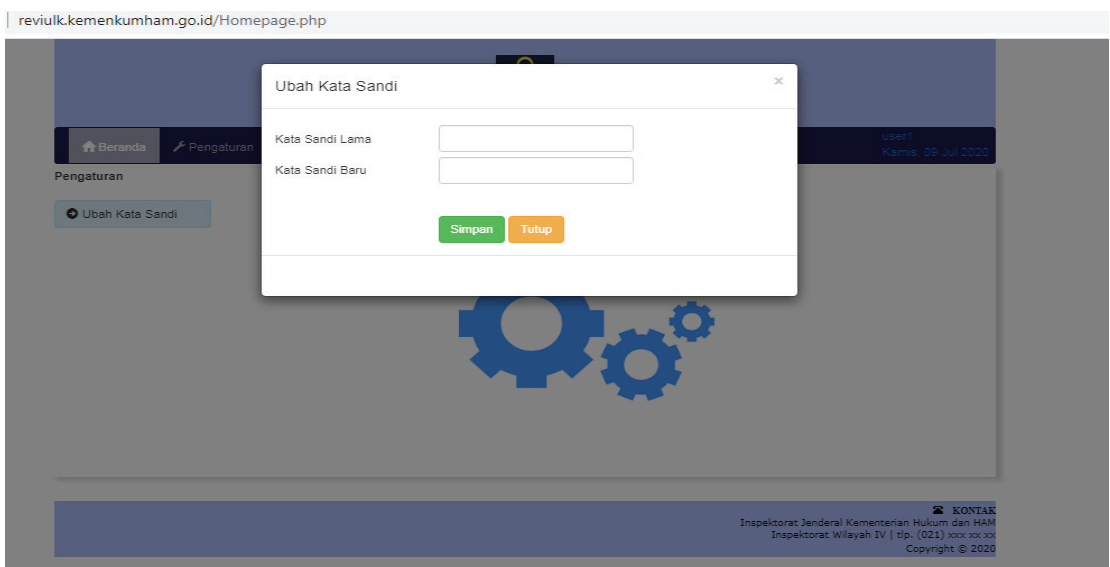 reviulk.kemenkumham.go.id/Homepage.php
Ubah Kata Sandi ×
Kata Sandi Lama
Kata Sandi Baru
Simpan Tutup
Beranda Pengaturan
user1
Kamis, 09 Jul 2020
Pengaturan
Ubah Kata Sandi
KONTAK
Inspektorat Jenderal Kementerian Hukum dan HAM
Inspektorat Wilayah IV | tlp. (021) xxx xx xx
Copyright © 2020